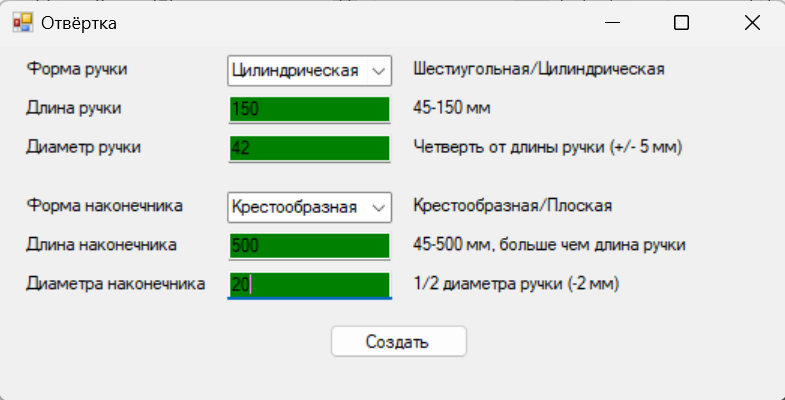 Отвёртка
Форма ручки Цилиндрическая Шестиугольная/Цилиндрическая
Длина ручки 150 45-150 мм
Диаметр ручки 42 Четверть от длины ручки (+/- 5 мм)
Форма наконечника Крестообразная Крестообразная/Плоская
Длина наконечника 500 45-500 мм, больше чем длина ручки
Диаметра наконечника 20 1/2 диаметра ручки (-2 мм)
Создать